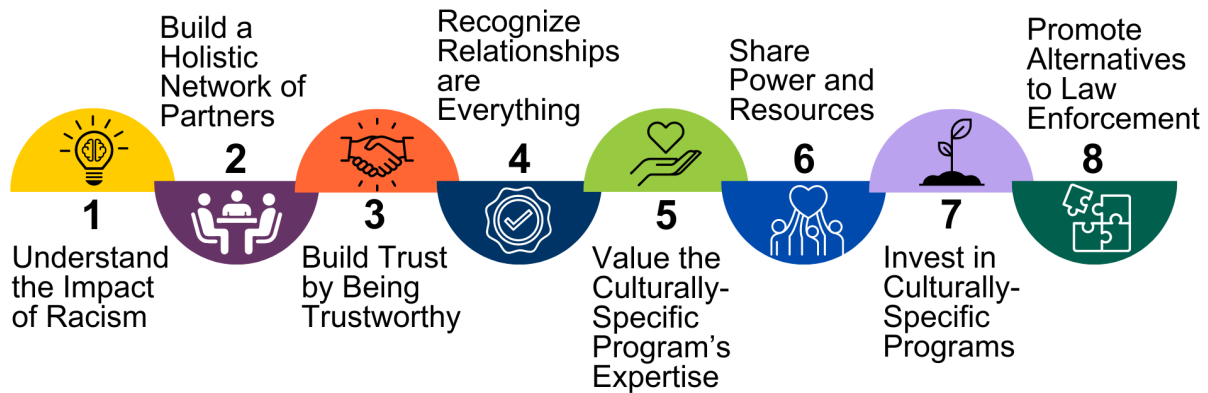 1
Understand
the Impact
of Racism
Build a
Holistic
Network of
Partners
2
3
Build Trust
by Being
Trustworthy
Recognize
Relationships
are
Everything
4
5
Value the
Culturally-
Specific
Program’s
Expertise
Share
Power and
Resources
6
7
Invest in
Culturally-
Specific
Programs
Promote
Alternatives
to Law
Enforcement
8